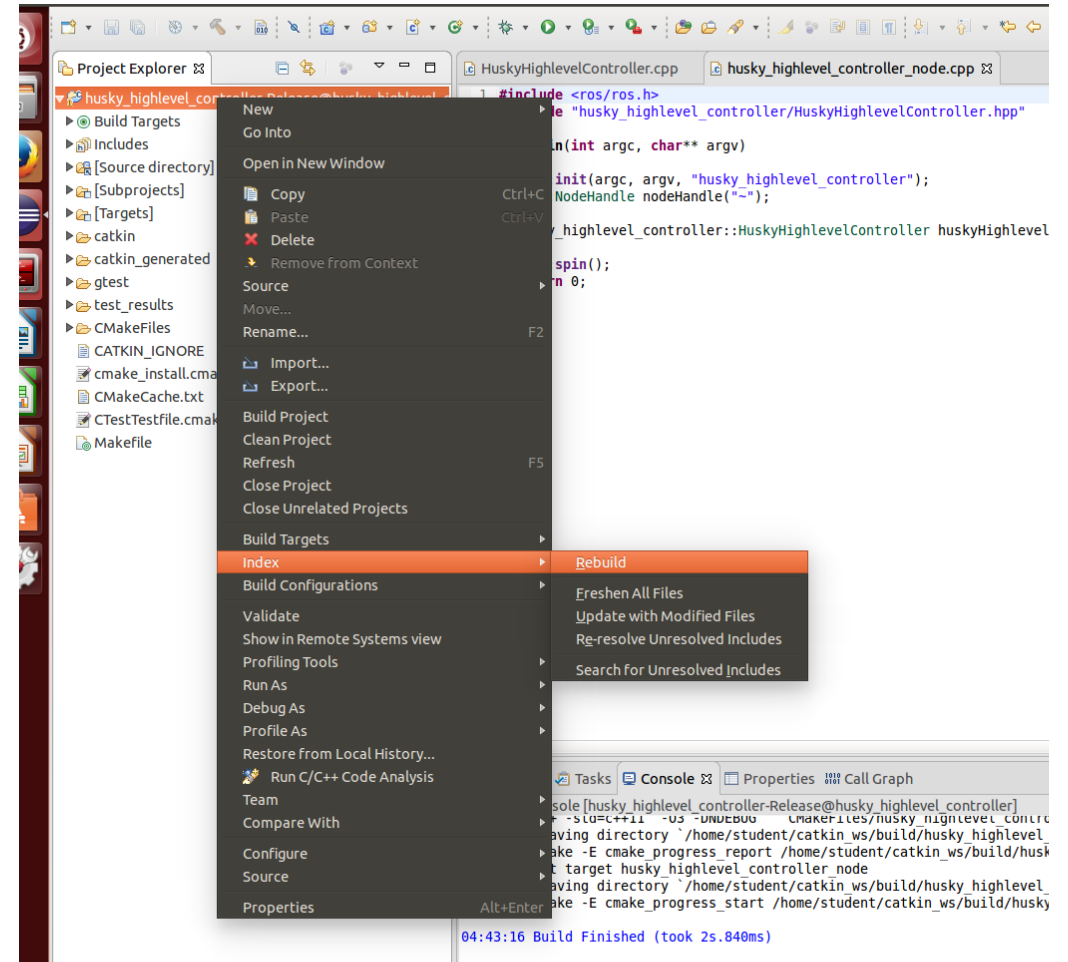 Project Explorer
HuskyHighlevelController.cpp
husky_highlevel_controller_node.cpp
husky_highlevel_controller-Release@husky_highlevel_c
Build Targets
Includes
[Source directory]
[Subprojects]
[Targets]
catkin
catkin_generated
gtest
test_results
CMakeFiles
CATKIN_IGNORE
cmake_install.cma
CMakeCache.txt
CTestTestfile.cmak
Makefile
New
Go Into
Open in New Window
Copy Ctrl+C
Paste Ctrl+V
Delete
Remove from Context
Source
Move...
Rename... F2
Import...
Export...
Build Project
Clean Project
Refresh F5
Close Project
Close Unrelated Projects
Build Targets
Index
Build Configurations
Validate
Show in Remote Systems view
Profiling Tools
Run As
Debug As
Profile As
Restore from Local History...
Run C/C++ Code Analysis
Team
Compare With
Configure
Source
Properties Alt+Enter
Rebuild
Freshen All Files
Update with Modified Files
Re-resolve Unresolved Includes
Search for Unresolved Includes
1 #include <ros/ros.h>
de "husky_highlevel_controller/HuskyHighlevelController.hpp"
in(int argc, char** argv)
init(argc, argv, "husky_highlevel_controller");
NodeHandle nodeHandle("~");
y_highlevel_controller::HuskyHighlevelController huskyHighlevel
spin();
rn 0;
Tasks
Console
Properties
Call Graph
sole [husky_highlevel_controller-Release@husky_highlevel_controller]
+ -std=c++11 -O3 -DNDEBUG CMakeFiles/husky_highlevel_contro
aving directory `/home/student/catkin_ws/build/husky_highlevel_
ake -E cmake_progress_report /home/student/catkin_ws/build/husk
t target husky_highlevel_controller_node
aving directory `/home/student/catkin_ws/build/husky_highlevel_
ake -E cmake_progress_start /home/student/catkin_ws/build/husky
04:43:16 Build Finished (took 2s.840ms)